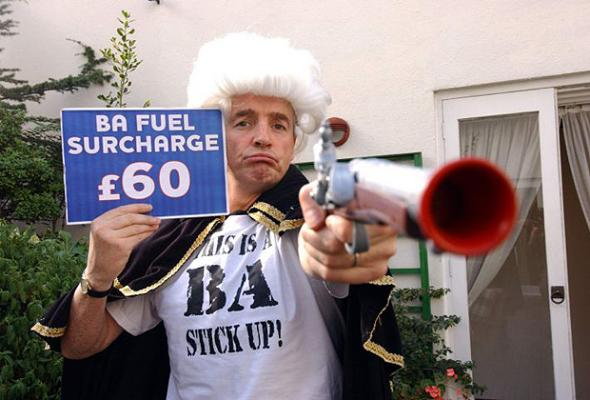 BA FUEL
SURCHARGE
£60
THIS IS A
BA
STICK UP!